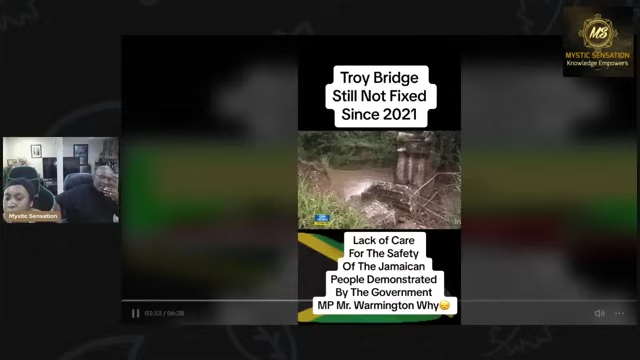 MS
MYSTIC SENSATION
Knowledge Empowers
Troy Bridge
Still Not Fixed
Since 2021
Mystic Sensation
Lack of Care
For The Safety
Of The Jamaican
People Demonstrated
By The Government
MP Mr. Warmington Why😔
03:33 / 06:28